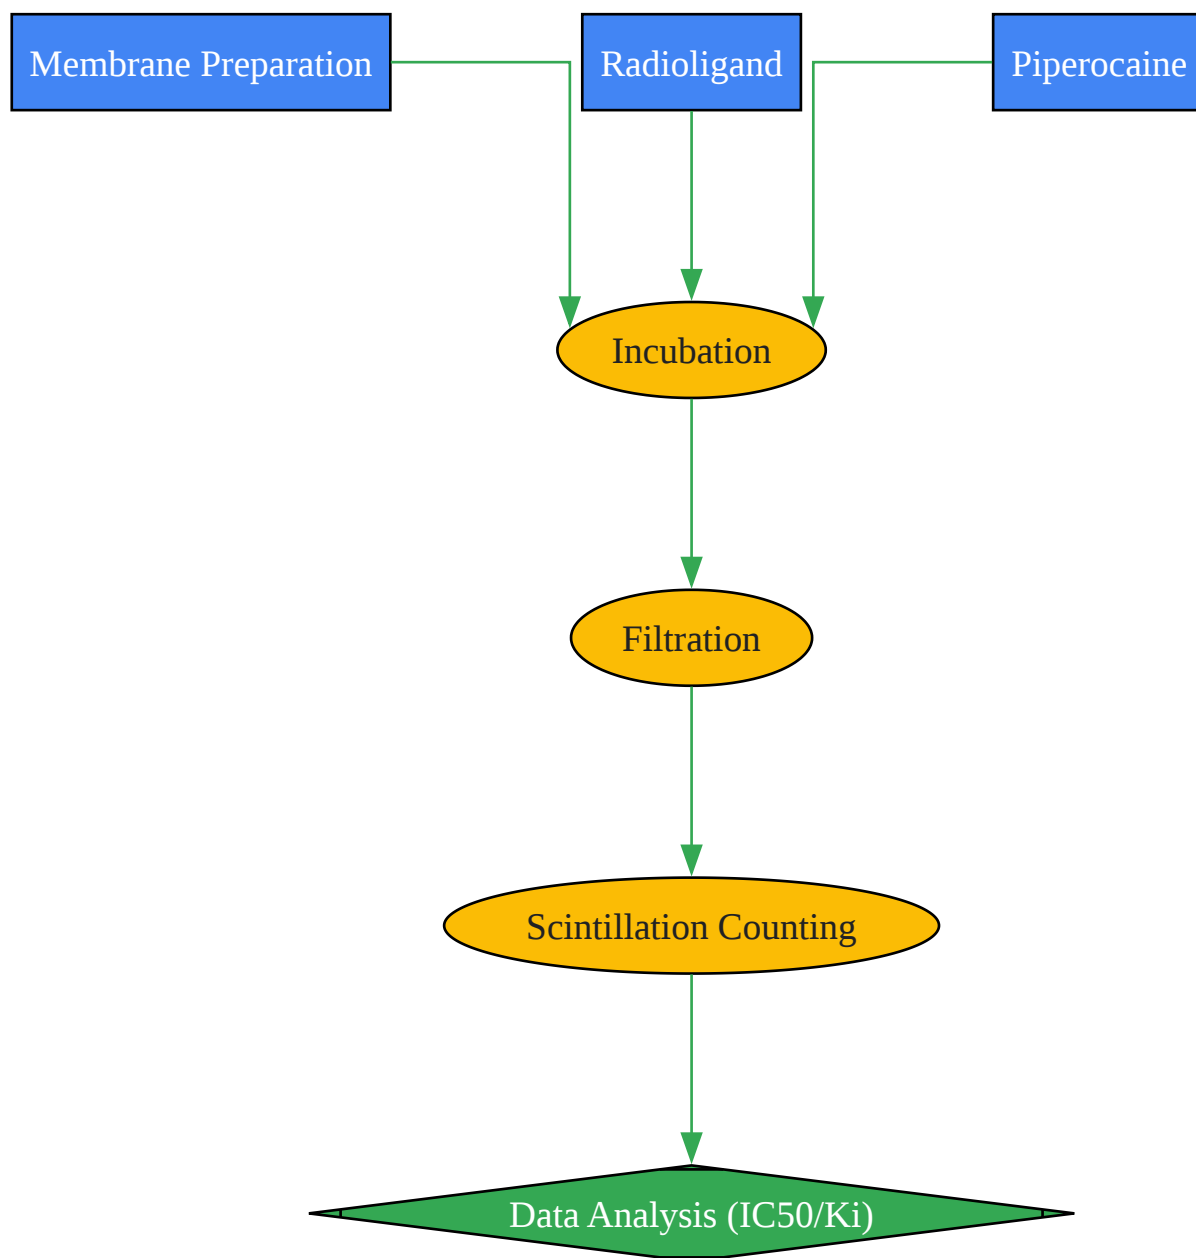 Membrane Preparation
Radioligand
Piperocaine
Incubation
Filtration
Scintillation Counting
Data Analysis (IC50/Ki)